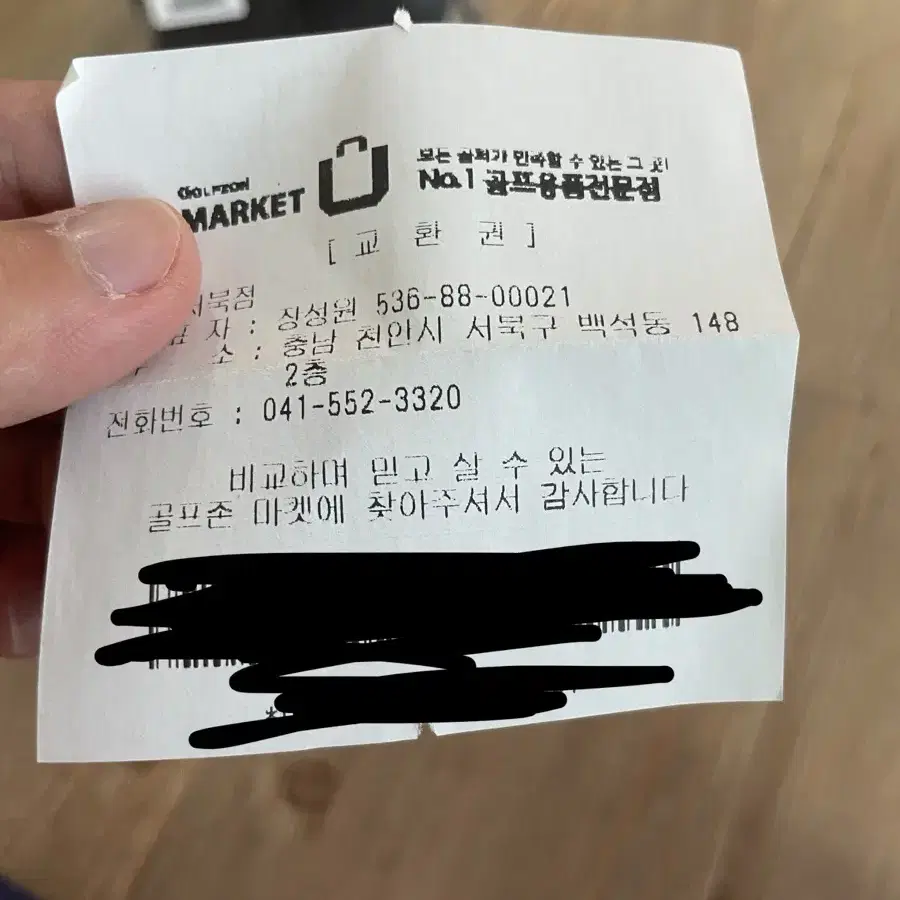 GOLFZON
MARKET
모든 골퍼가 만족할 수 있는 그 곳!
No.1 골프용품전문점
[ 교 환 권 ]
서북점
자 : 장성원 536-88-00021
소 : 충남 천안시 서북구 백석동 148
2층
전화번호 : 041-552-3320
비교하며 믿고 살 수 있는
골프존 마켓에 찾아주셔서 감사합니다